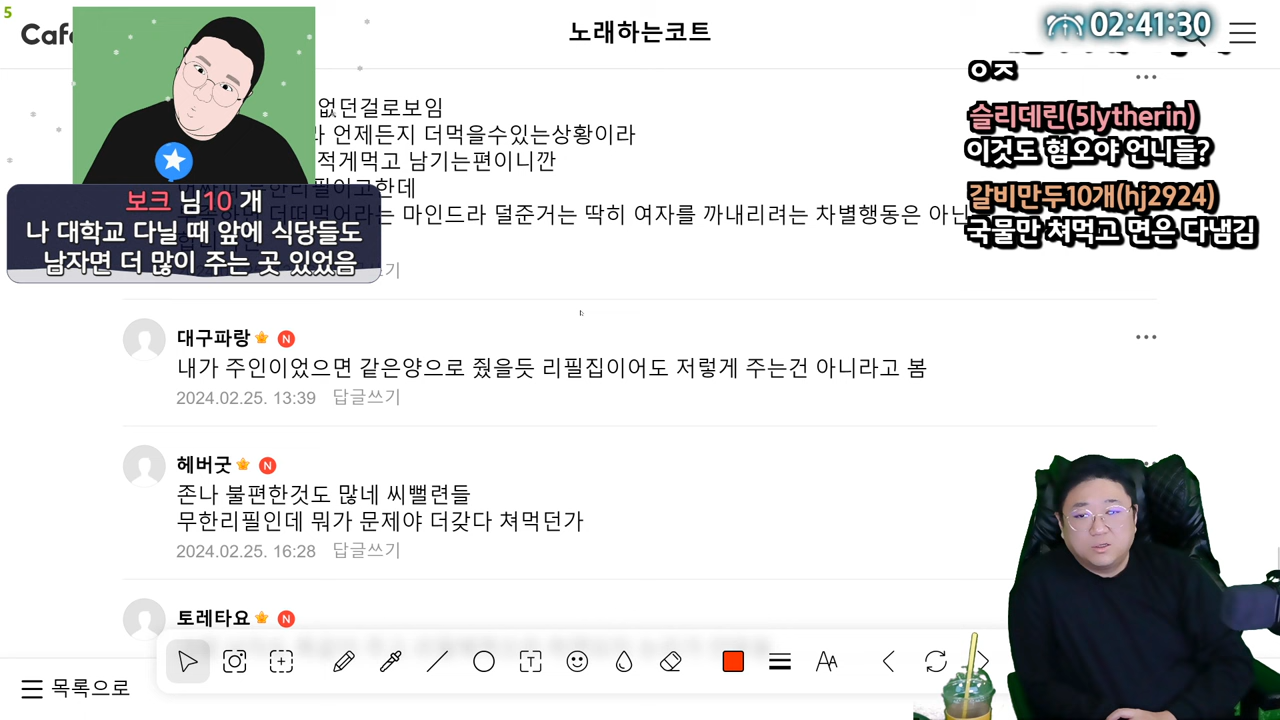 5
Cafe
노래하는코트
02:41:30
ㅇㅈ
없던걸로보임
언제든지 더먹을수있는상황이라
적게먹고 남기는편이니깐
더떠먹어라는 마인드라 덜준거는 딱히 여자를 까내리려는 차별행동은 아닌
보크 님10 개
나 대학교 다닐 때 앞에 식당들도
남자면 더 많이 주는 곳 있었음
슬리데린(5lytherin)
이것도 혐오야 언니들?
갈비만두10개(hj2924)
국물만 쳐먹고 면은 다냄김
대구파랑
N
내가 주인이었으면 같은양으로 줬을듯 리필집이어도 저렇게 주는건 아니라고 봄
2024.02.25. 13:39 답글쓰기
헤버굿
N
존나 불편한것도 많네 씨뻘련들
무한리필인데 뭐가 문제야 더갖다 쳐먹던가
2024.02.25. 16:28 답글쓰기
토레타요
N
목록으로